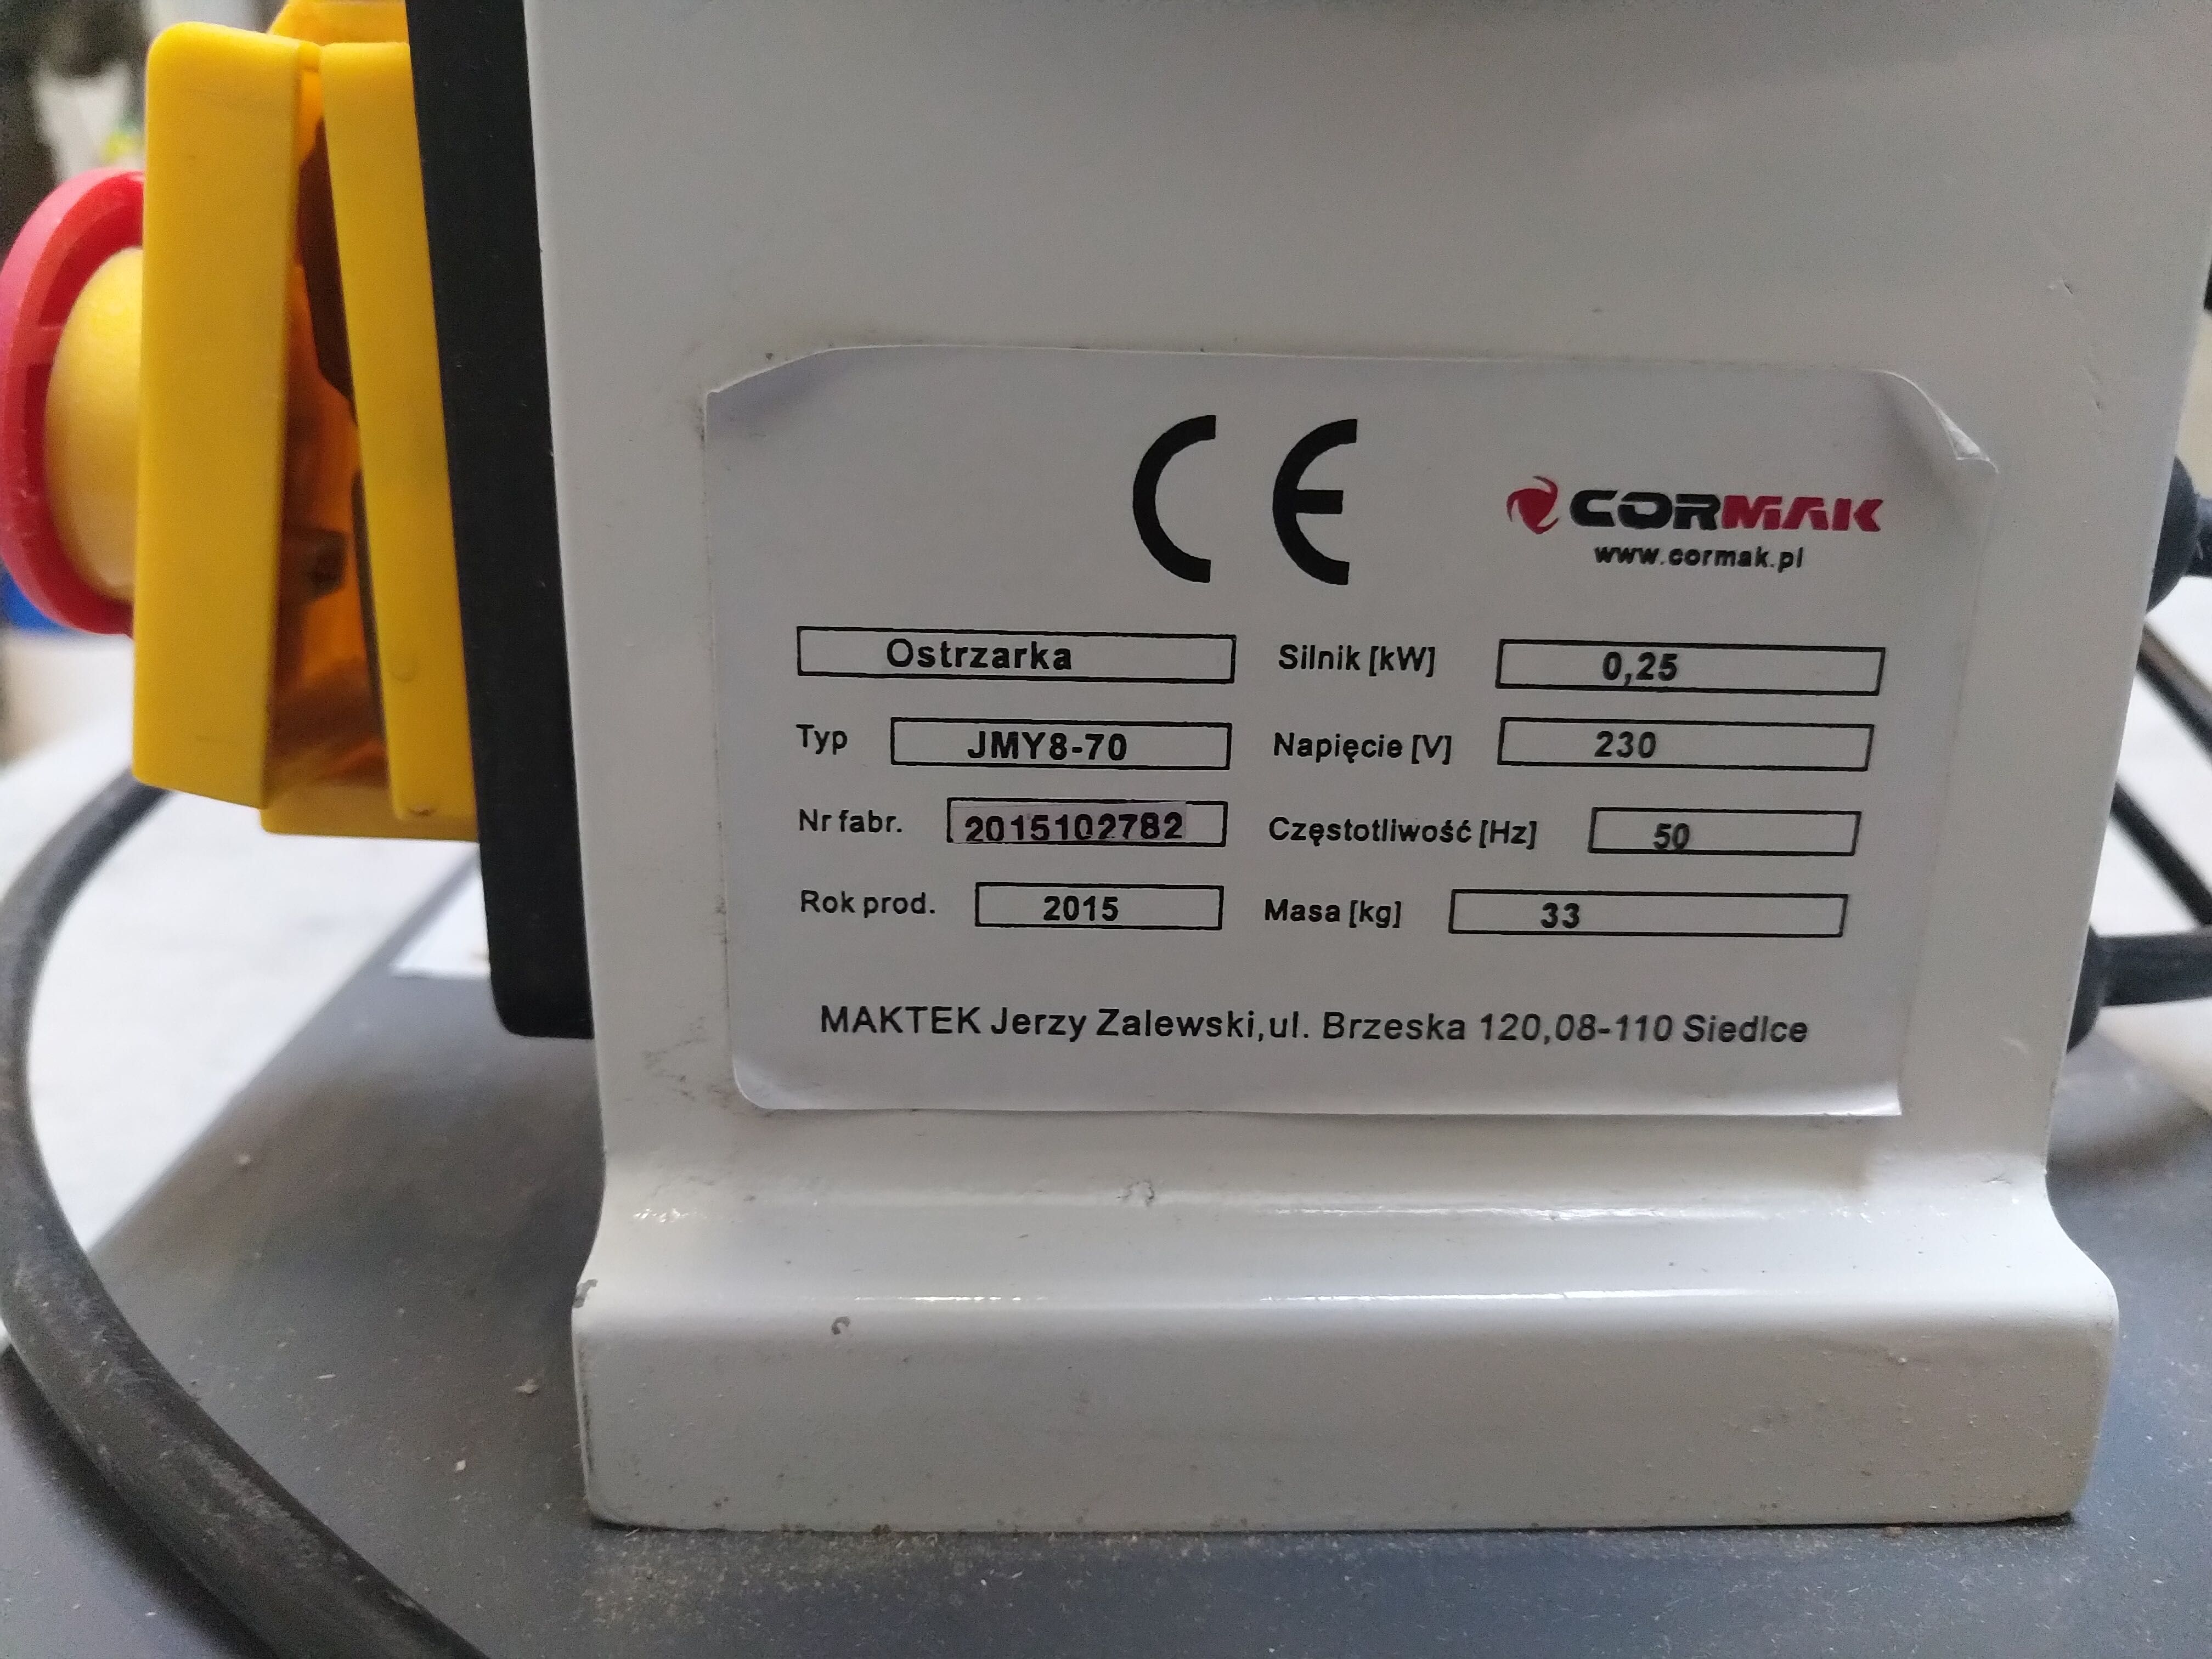 CE
CORMAK
www.cormak.pl
Ostrzarka Silnik [kW] 0,25
Typ JMY8-70 Napięcie [V] 230
Nr fabr. 2015102782 Częstotliwość [Hz] 50
Rok prod. 2015 Masa [kg] 33
MAKTEK Jerzy Zalewski,ul. Brzeska 120,08-110 Siedlce